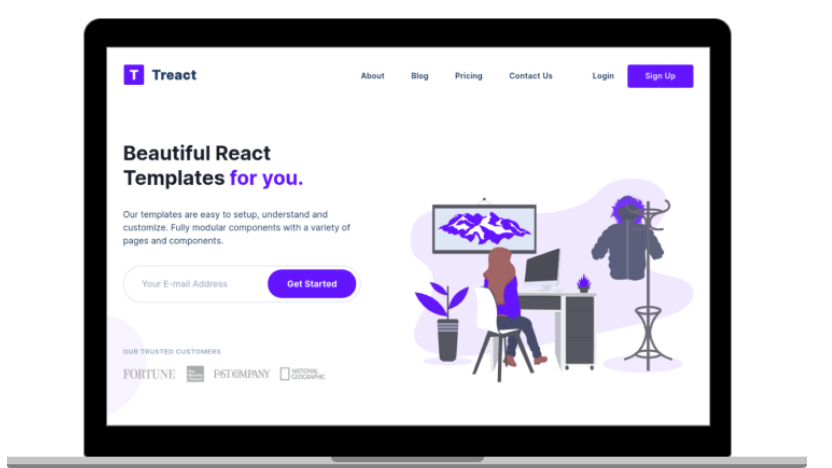 T Treact
About Blog Pricing Contact Us Login Sign Up
Beautiful React
Templates for you.
Our templates are easy to setup, understand and
customize. Fully modular components with a variety of
pages and components.
Your E-mail Address Get Started
OUR TRUSTED CUSTOMERS
FORTUNE FAST COMPANY NATIONAL
GEOGRAPHIC